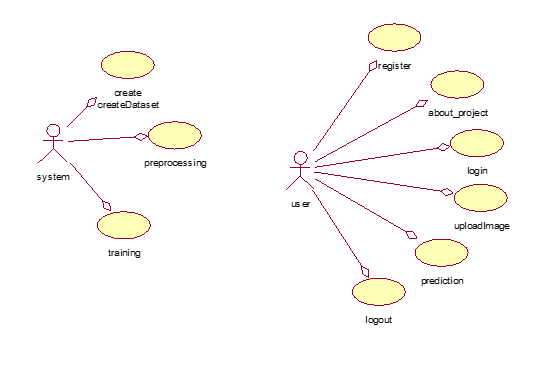 create
createDataset
preprocessing
system
training
register
about_project
login
user
uploadImage
prediction
logout